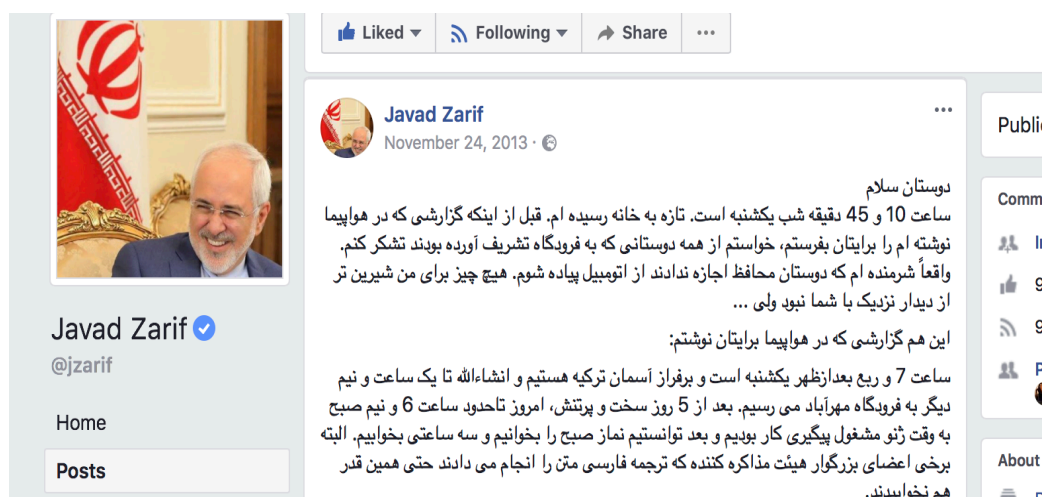 Liked Following Share
Javad Zarif
November 24, 2013
دوستان سلام
ساعت 10 و 45 دقیقه شب یکشنبه است. تازه به خانه رسیده ام. قبل از اینکه گزارشی که در هواپیما
نوشته ام را برایتان بفرستم، خواستم از همه دوستانی که به فرودگاه تشریف آورده بودند تشکر کنم.
واقعاً شرمنده ام که دوستان محافظ اجازه ندادند از اتومبیل پیاده شوم. هیچ چیز برای من شیرین تر
از دیدار نزدیک با شما نبود ولی ...
این هم گزارشی که در هواپیما برایتان نوشتم:
ساعت 7 و ربع بعدازظهر یکشنبه است و برفراز آسمان ترکیه هستیم و انشاءالله تا یک ساعت و نیم
دیگر به فرودگاه مهرآباد می رسیم. بعد از 5 روز سخت و پرتنش، امروز تاحدود ساعت 6 و نیم صبح
به وقت ژنو مشغول پیگیری کار بودیم و بعد توانستیم نماز صبح را بخوانیم و سه ساعتی بخوابیم. البته
برخی اعضای بزرگوار هیئت مذاکره کننده که ترجمه فارسی متن را انجام می دادند حتی همین قدر
هم نخوابیدند.
Javad Zarif
@jzarif
Home
Posts
Publi
Comm
About